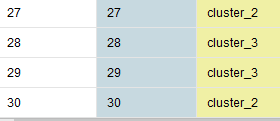 27 27 cluster_2
28 28 cluster_3
29 29 cluster_3
30 30 cluster_2